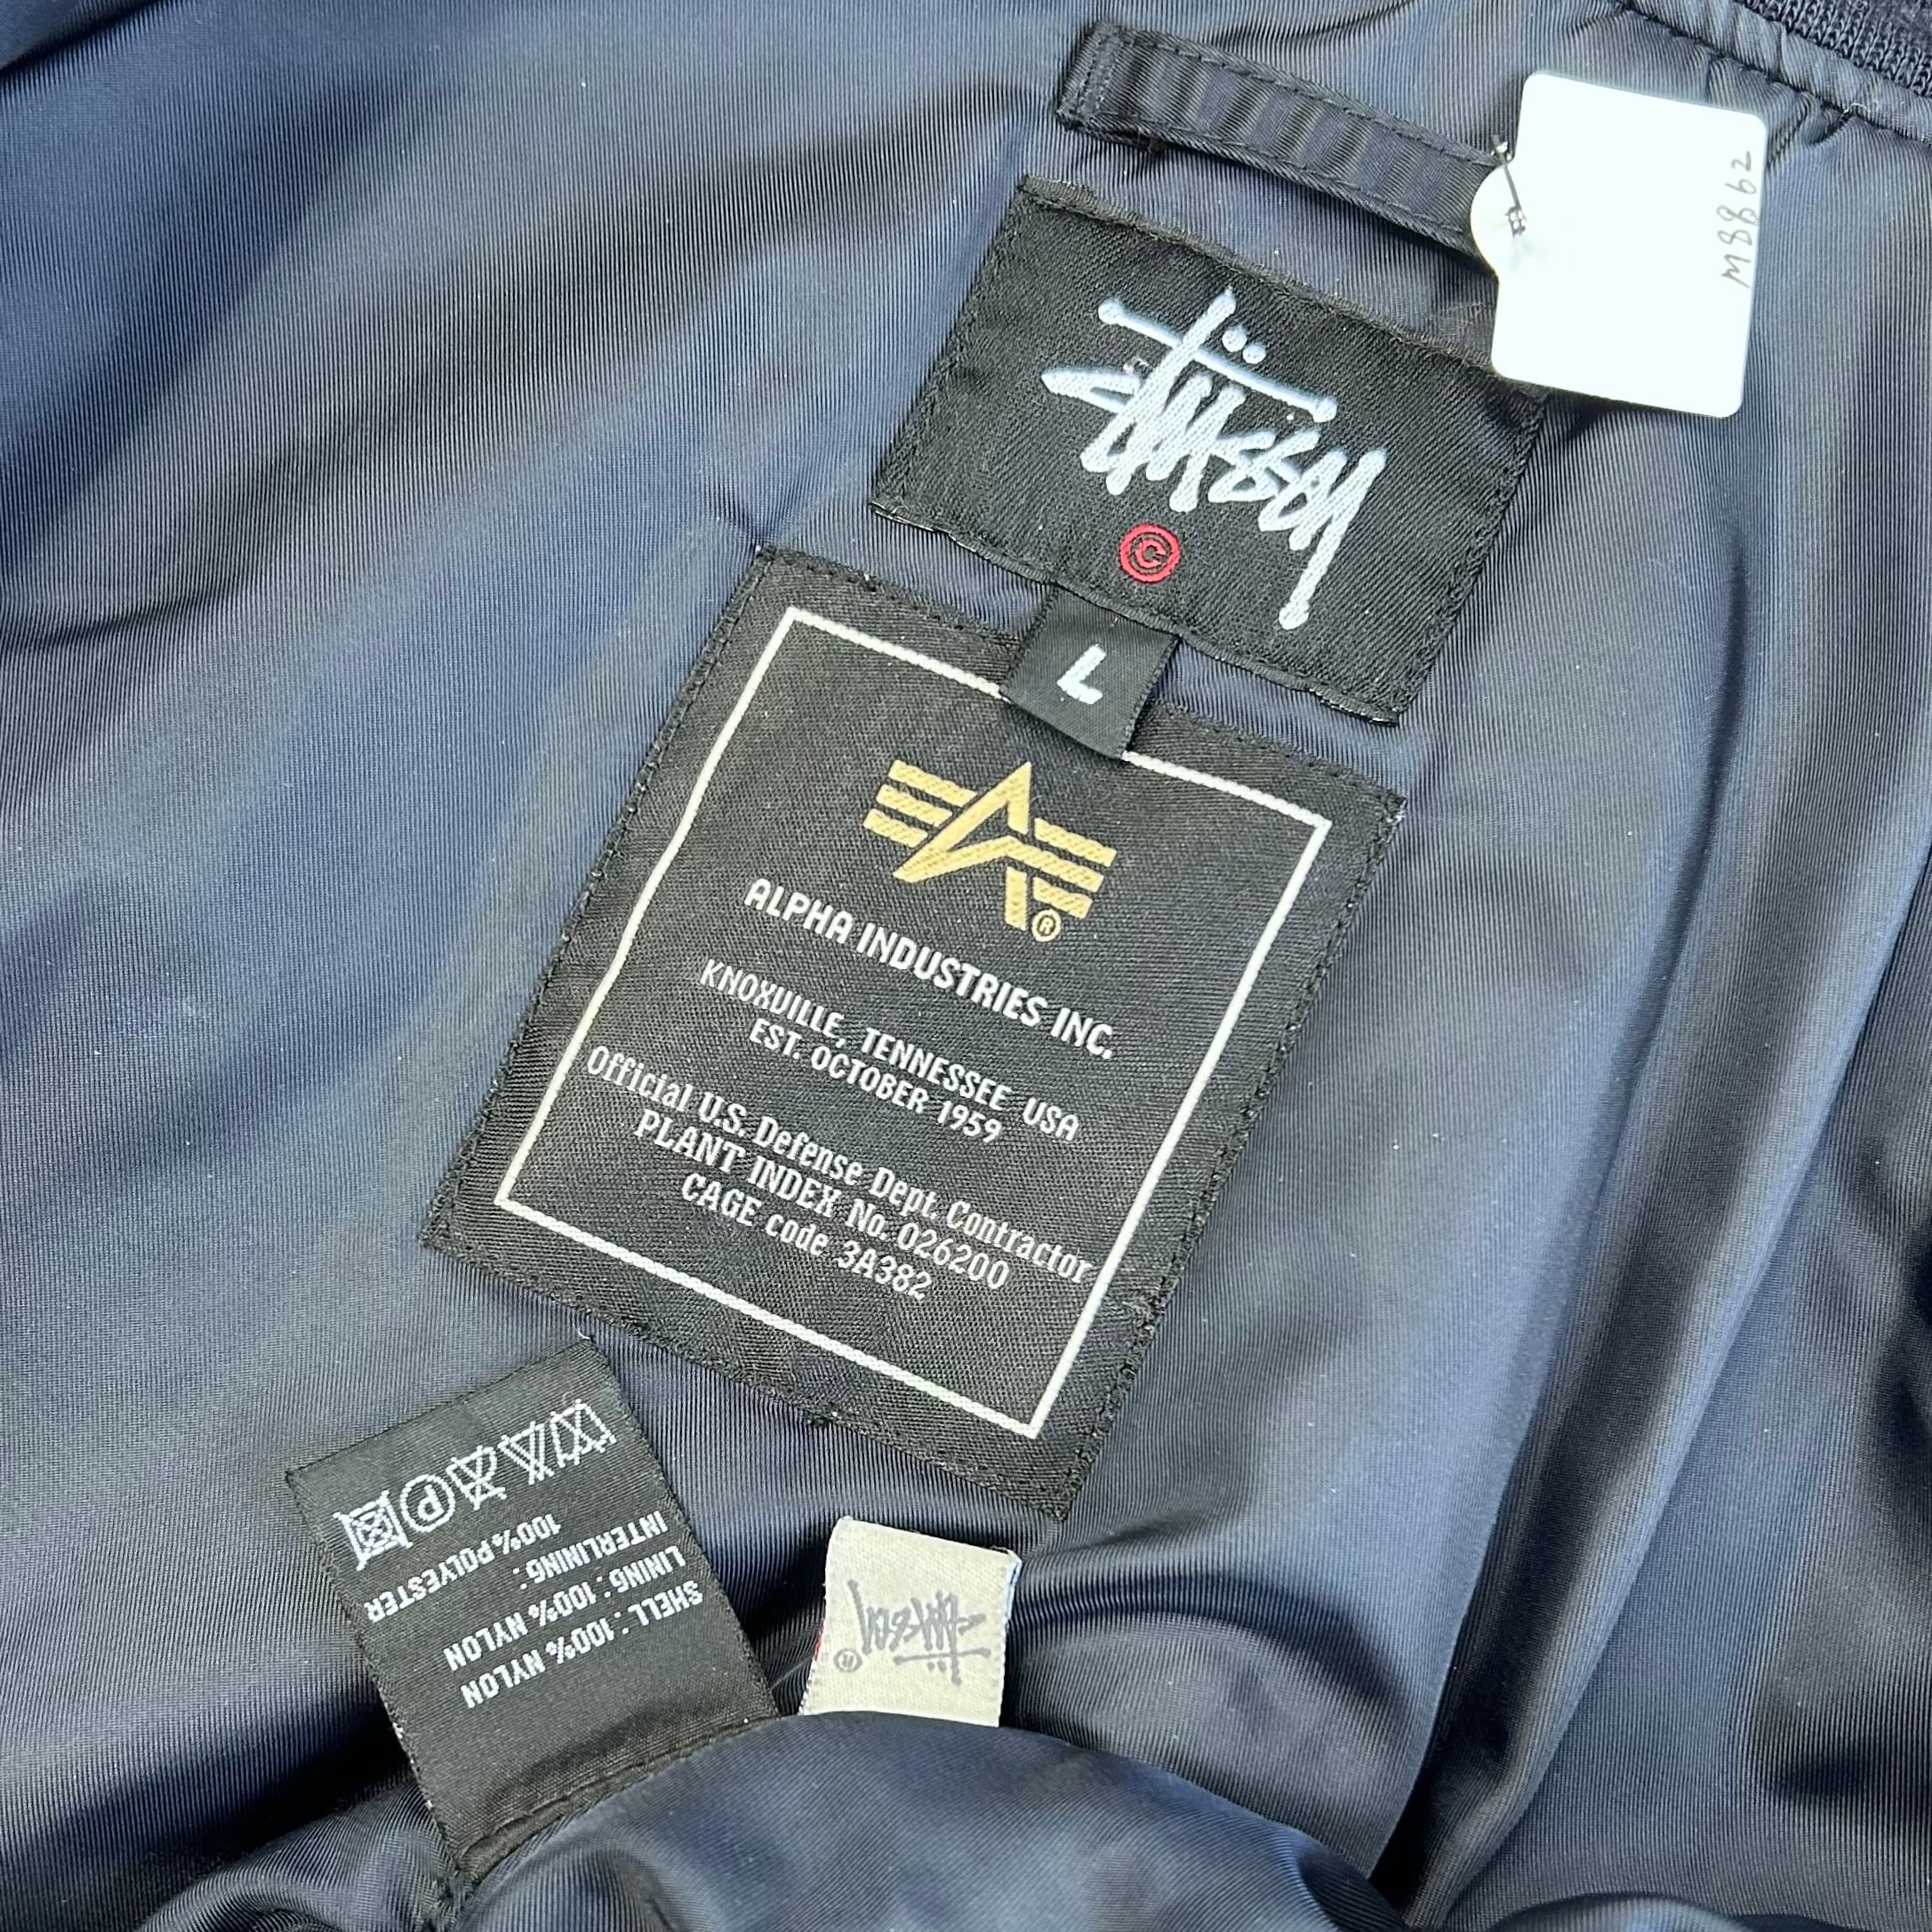 M8862
Stüssy
©
L
®
ALPHA INDUSTRIES INC.
KNOXVILLE, TENNESSEE USA
EST. OCTOBER 1959
Official U.S. Defense Dept. Contractor
PLANT INDEX No. 026200
CAGE code 3A382
SHELL : 100% NYLON
LINING : 100% NYLON
INTERLINING :
100% POLYESTER
P
Stüssy
®